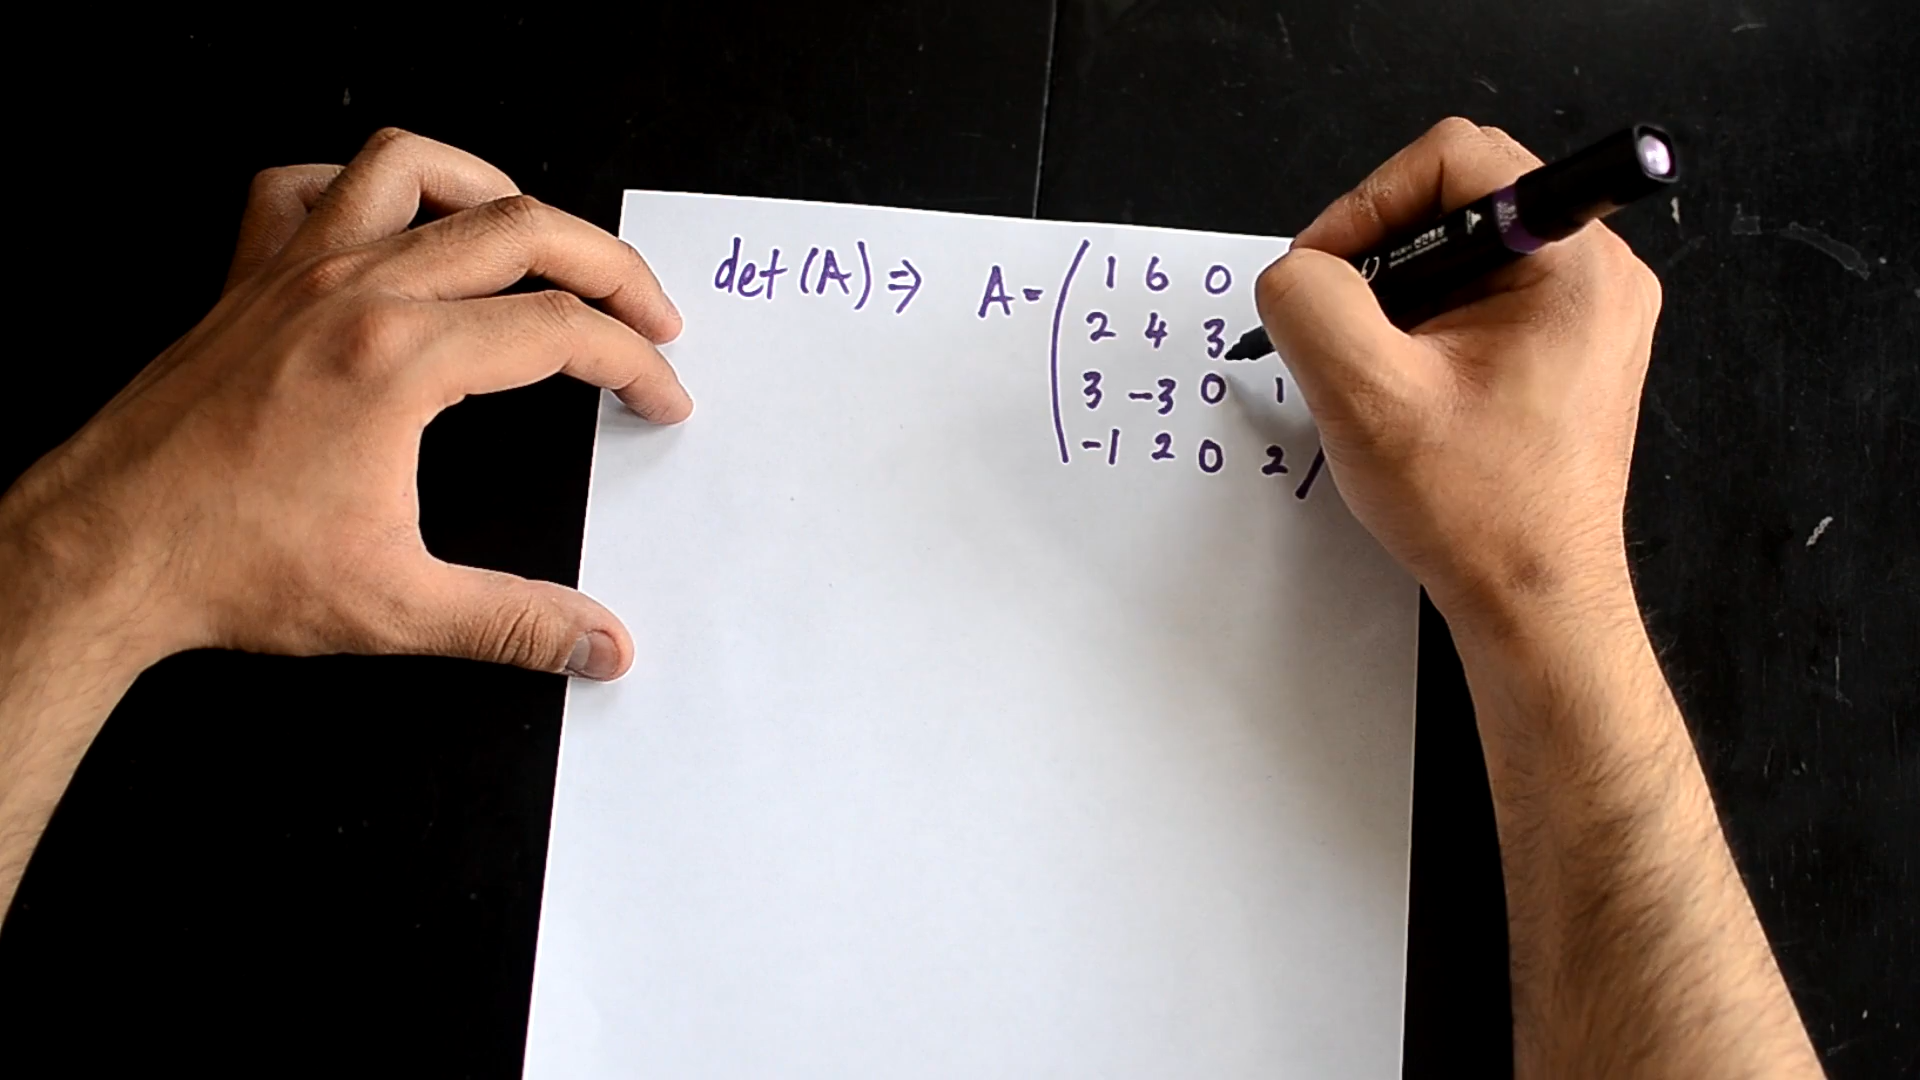 det (A) ⇒ A = ( 1 6 0
2 4 3
3 -3 0 1
-1 2 0 2 )